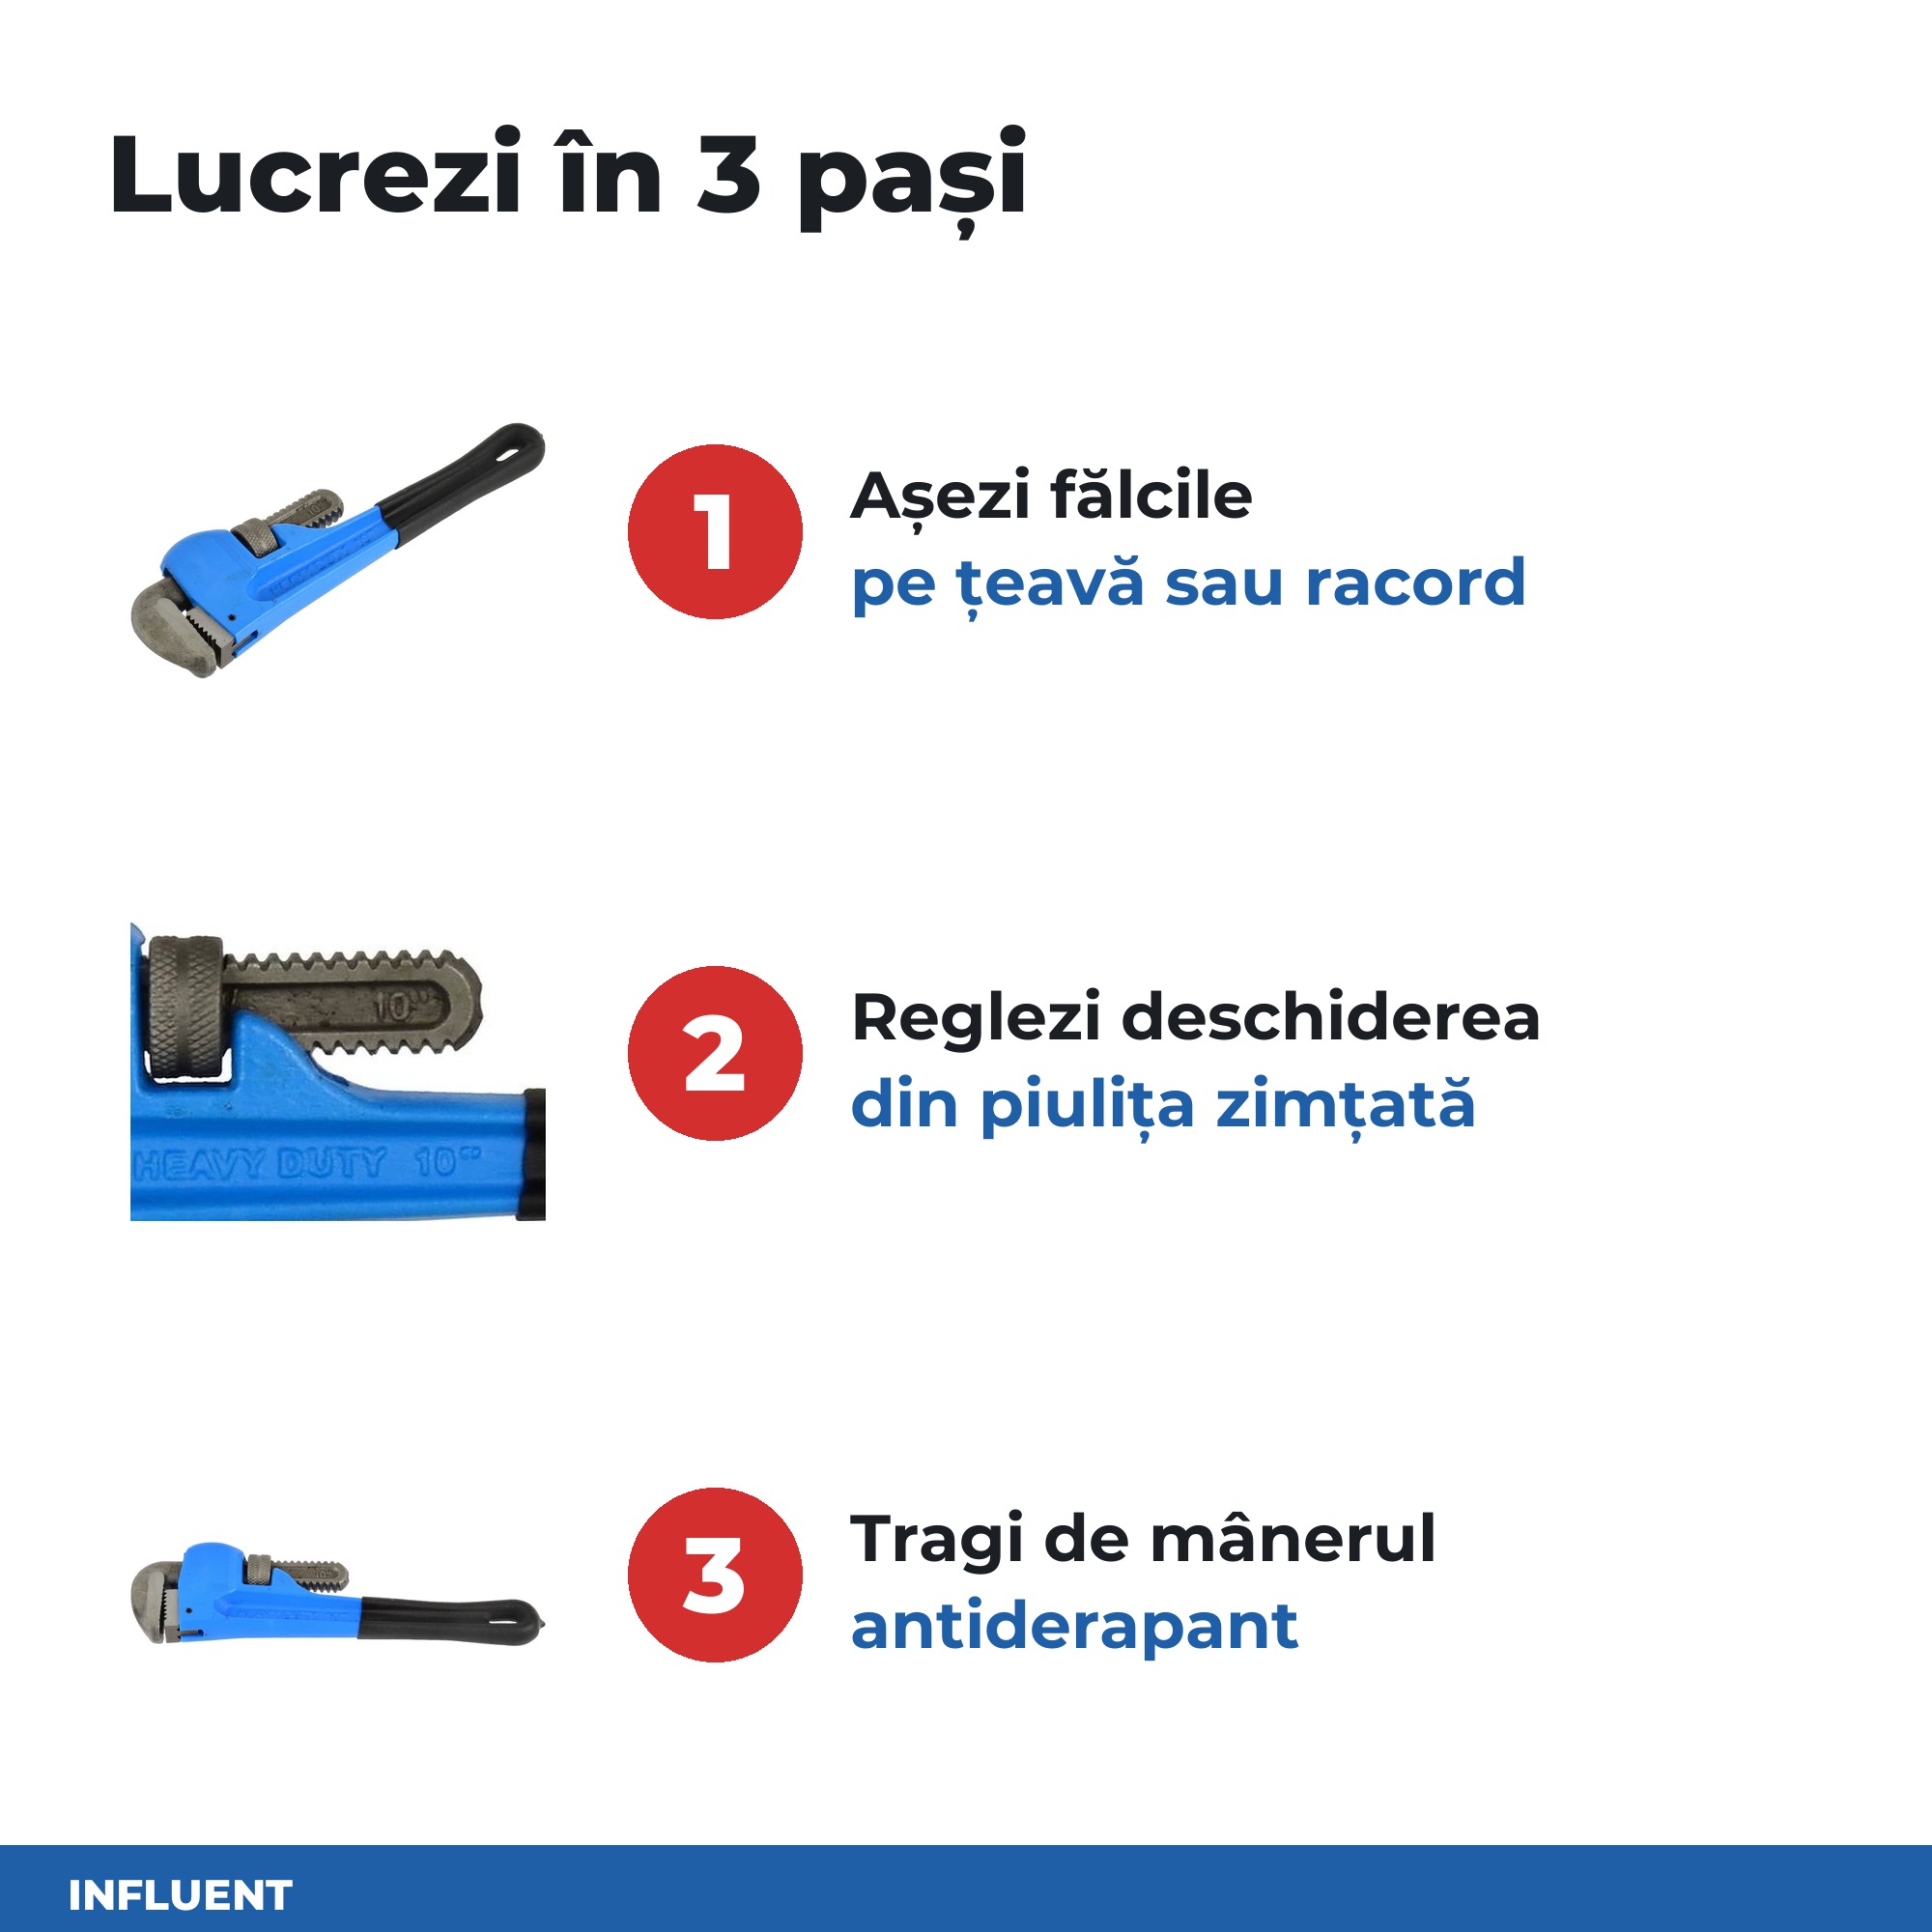 Lucrezi în 3 pași
1
Așezi fălcile
pe țeavă sau racord
10"
2
Reglezi deschiderea
din piulița zimțată
HEAVY DUTY 10"
3
Tragi de mânerul
antiderapant
INFLUENT